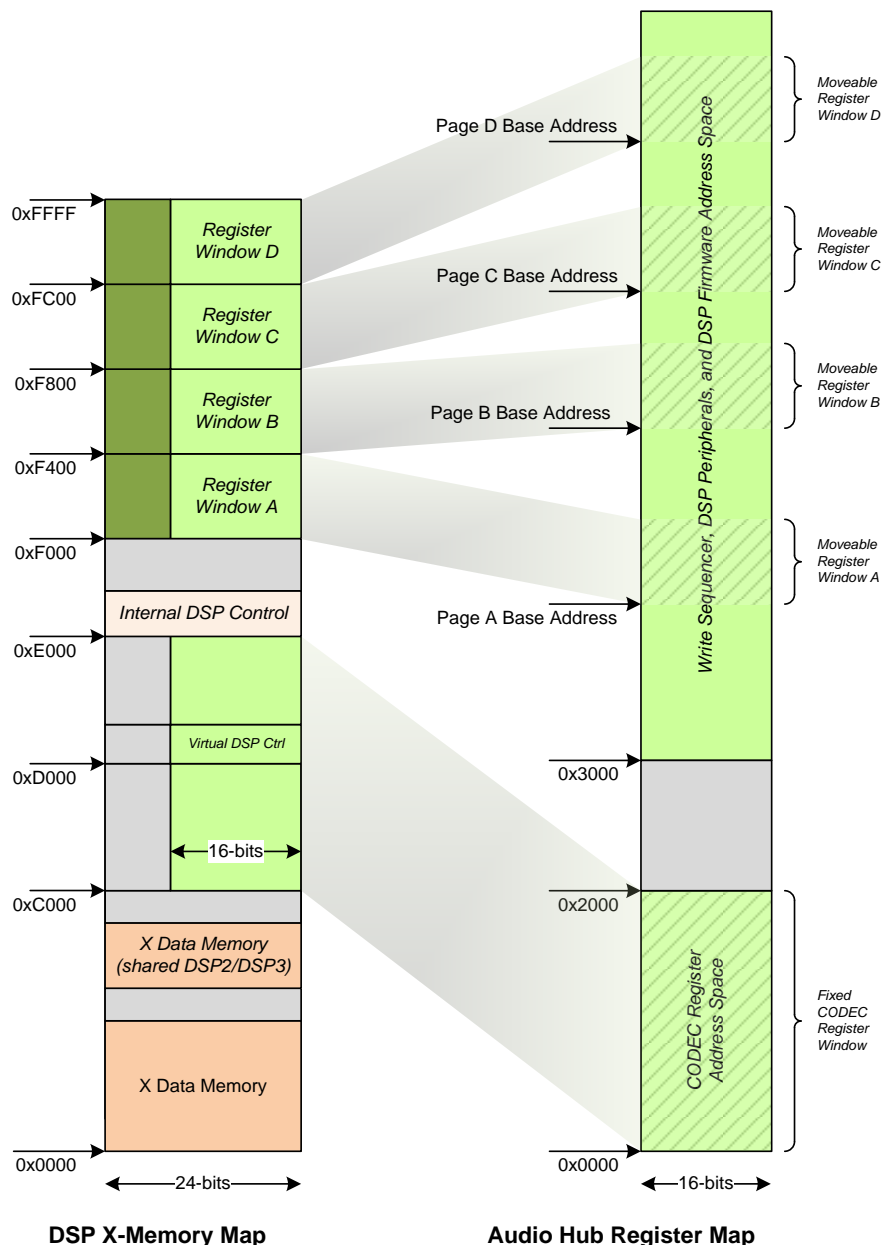 0xFFFF
0xFC00
0xF800
0xF400
0xF000
0xE000
0xD000
0xC000
0x0000
Register
Window D
Register
Window C
Register
Window B
Register
Window A
Internal DSP Control
Virtual DSP Ctrl
16-bits
X Data Memory
(shared DSP2/DSP3)
X Data Memory
24-bits
DSP X-Memory Map
Page D Base Address
Page C Base Address
Page B Base Address
Page A Base Address
0x3000
0x2000
0x0000
Write Sequencer, DSP Peripherals, and DSP Firmware Address Space
CODEC Register
Address Space
Moveable
Register
Window D
Moveable
Register
Window C
Moveable
Register
Window B
Moveable
Register
Window A
Fixed
CODEC
Register
Window
16-bits
Audio Hub Register Map